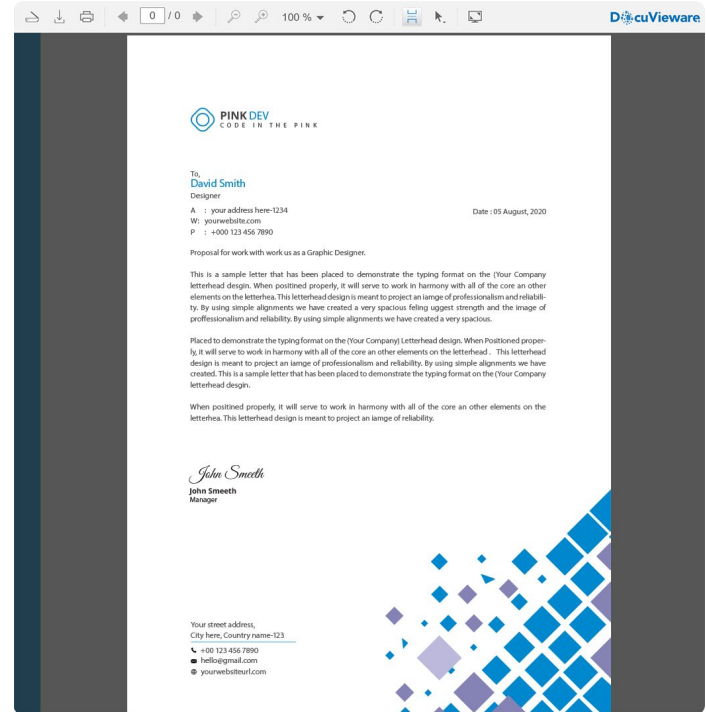 0 / 0
100 %
DocuVieware
PINK DEV
CODE IN THE PINK
To,
David Smith
Designer
A : your address here-1234
Date : 05 August, 2020
W: yourwebsite.com
P : +000 123 456 7890
Proposal for work with work us as a Graphic Designer.
This is a sample letter that has been placed to demonstrate the typing format on the (Your Company
letterhead desgin. When positined properly, it will serve to work in harmony with all of the core an other
elements on the letterhea. This letterhead design is meant to project an iamge of professionalism and reliabili-
ty. By using simple alignments we have created a very spacious feling uggest strength and the image of
proffessionalism and reliability. By using simple alignments we have created a very spacious.
Placed to demonstrate the typing format on the (Your Company) Letterhead design. When Positioned proper-
ly, it will serve to work in harmony with all of the core an other elements on the letterhead . This letterhead
design is meant to project an iamge of professionalism and reliability. By using simple alignments we have
created. This is a sample letter that has been placed to demonstrate the typing format on the (Your Company
letterhead desgin.
When positined properly, it will serve to work in harmony with all of the core an other elements on the
letterhea. This letterhead design is meant to project an iamge of reliability.
John Smeeth
John Smeeth
Manager
Your street address,
City here, Country name-123
+00 123 456 7890
hello@gmail.com
yourwebsiteurl.com